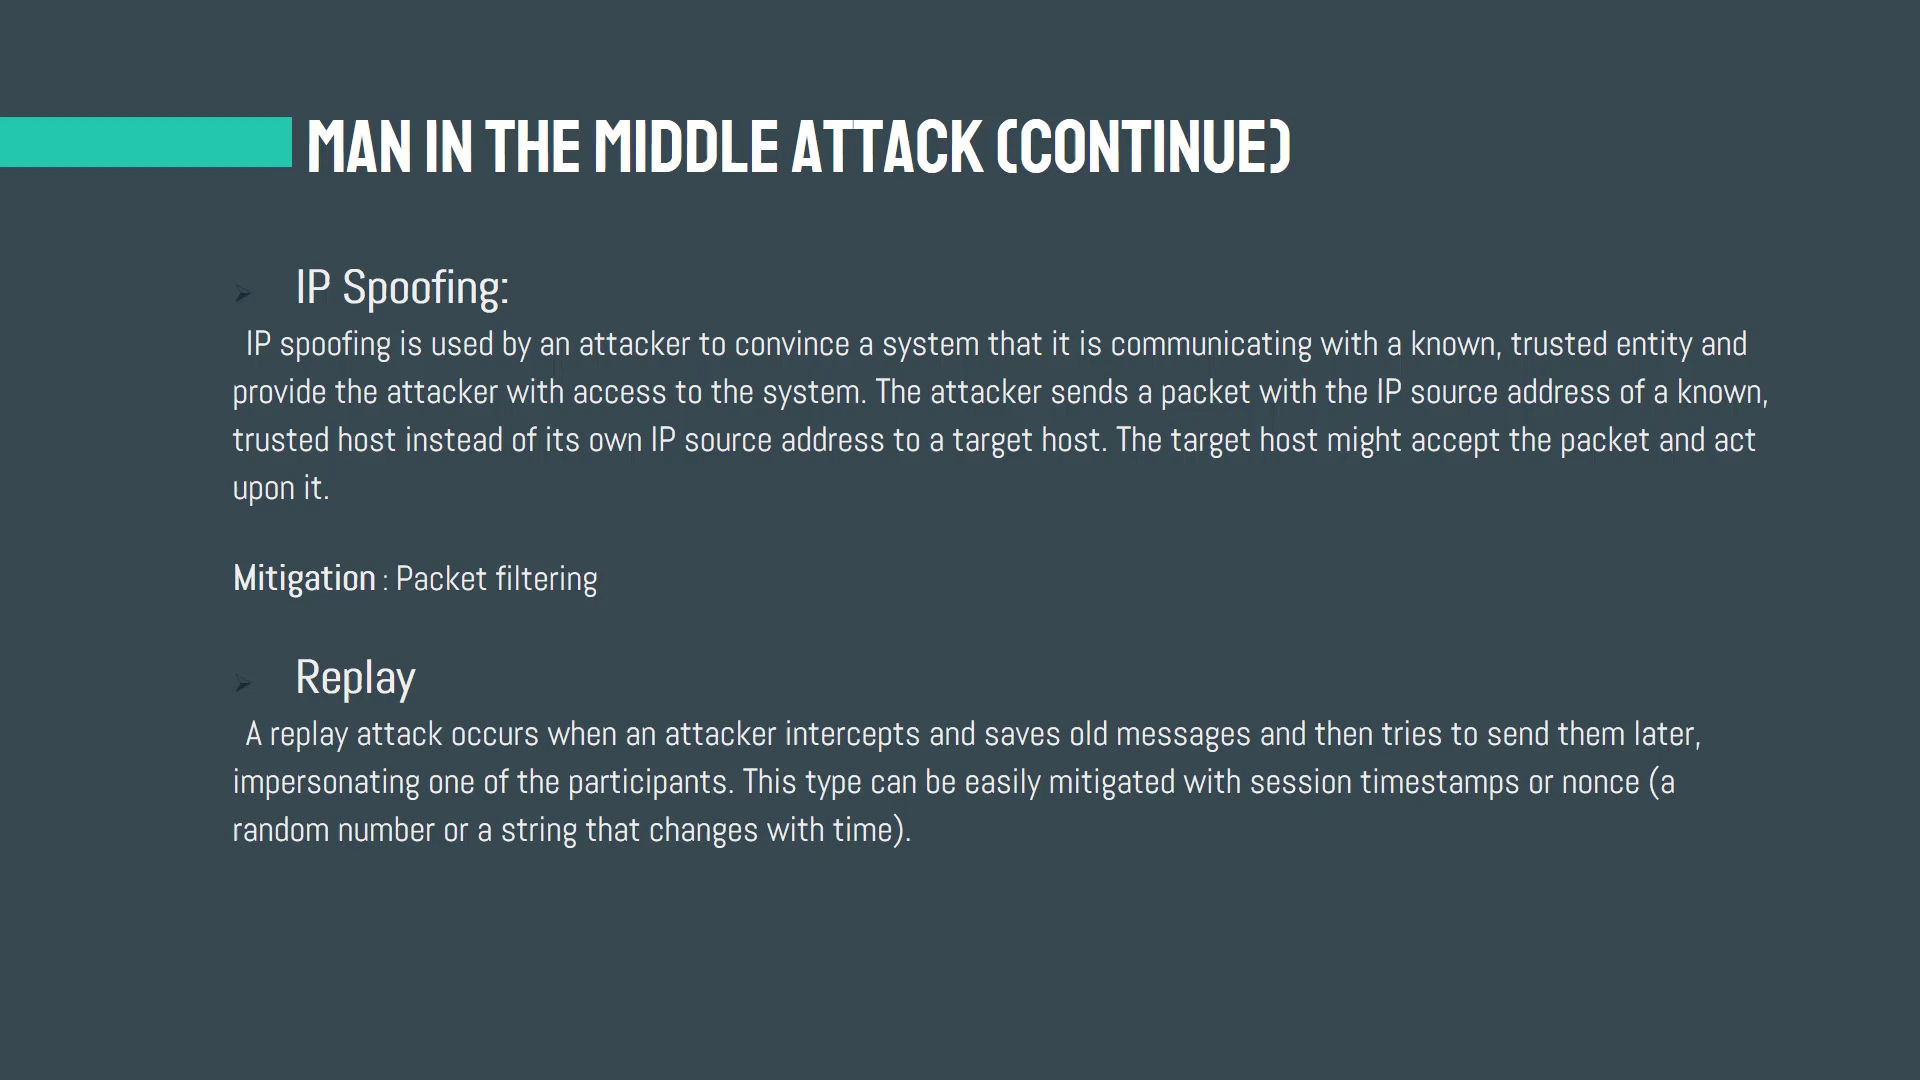 MAN IN THE MIDDLE ATTACK (CONTINUE)
IP Spoofing:
IP spoofing is used by an attacker to convince a system that it is communicating with a known, trusted entity and
provide the attacker with access to the system. The attacker sends a packet with the IP source address of a known,
trusted host instead of its own IP source address to a target host. The target host might accept the packet and act
upon it.
Mitigation : Packet filtering
Replay
A replay attack occurs when an attacker intercepts and saves old messages and then tries to send them later,
impersonating one of the participants. This type can be easily mitigated with session timestamps or nonce (a
random number or a string that changes with time).